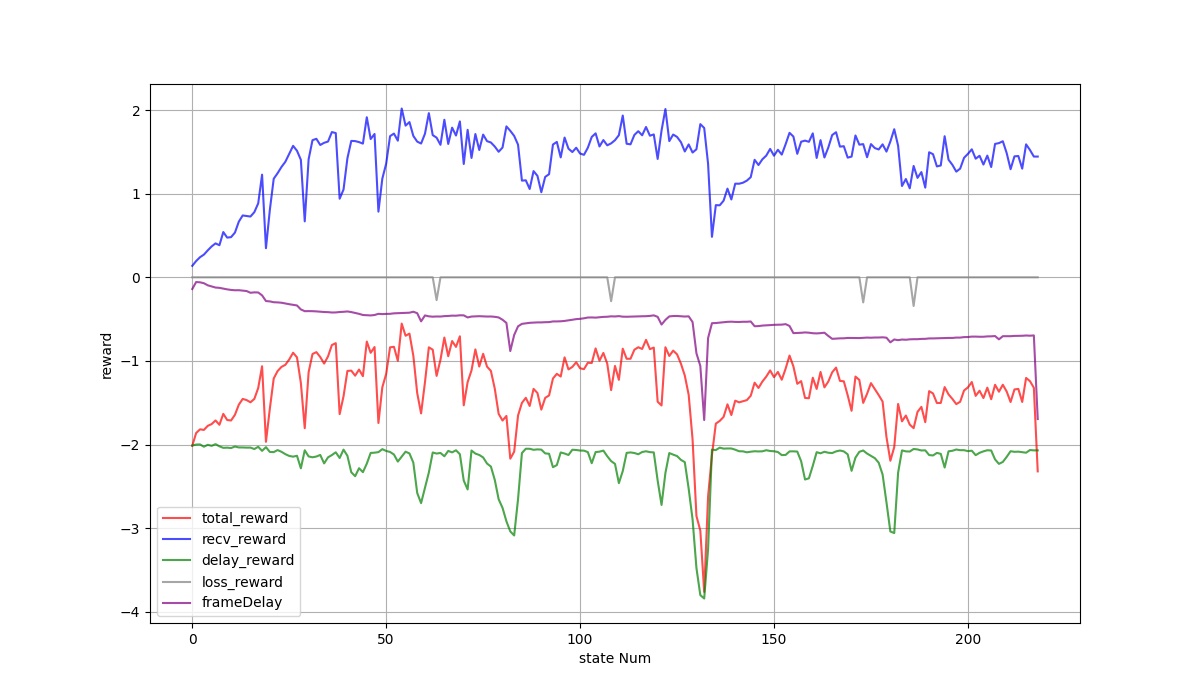 2
1
0
−1
−2
−3
−4
reward
total_reward
recv_reward
delay_reward
loss_reward
frameDelay
0
50
100
150
200
state Num